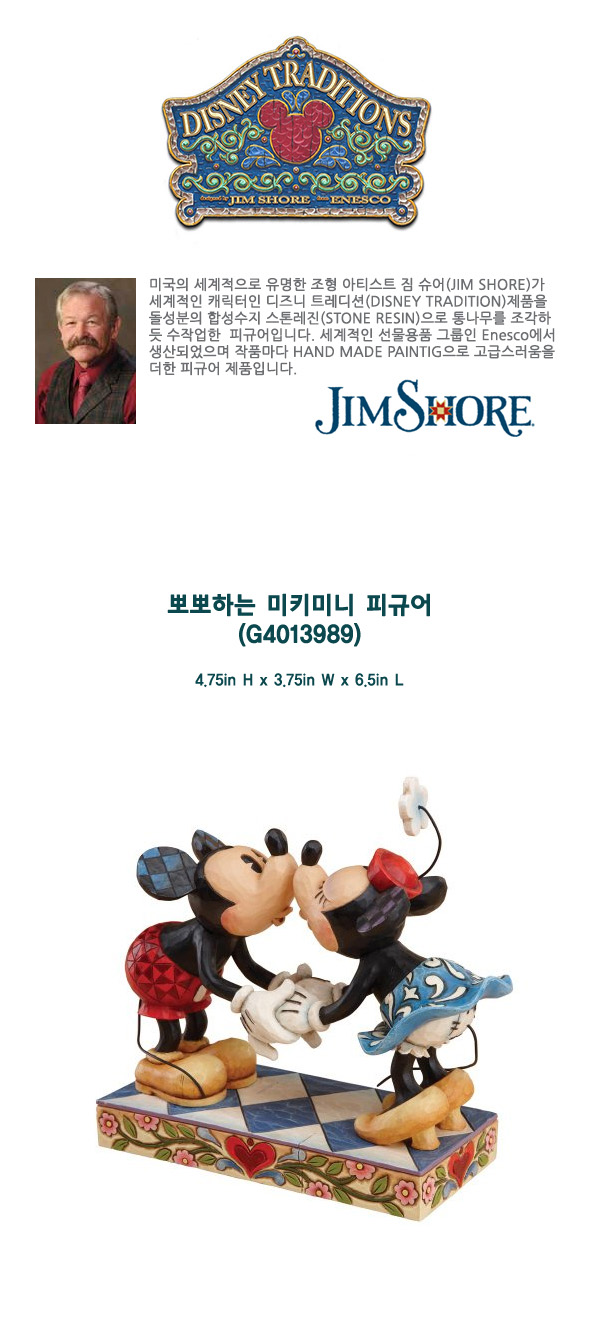 DISNEY TRADITIONS
designed by JIM SHORE from ENESCO
미국의 세계적으로 유명한 조형 아티스트 짐 슈어(JIM SHORE)가
세계적인 캐릭터인 디즈니 트레디션(DISNEY TRADITION)제품을
돌성분의 합성수지 스톤레진(STONE RESIN)으로 통나무를 조각하
듯 수작업한 피규어입니다. 세계적인 선물용품 그룹인 Enesco에서
생산되었으며 작품마다 HAND MADE PAINTIG으로 고급스러움을
더한 피규어 제품입니다.
JIM SHORE
뽀뽀하는 미키미니 피규어
(G4013989)
4.75in H x 3.75in W x 6.5in L